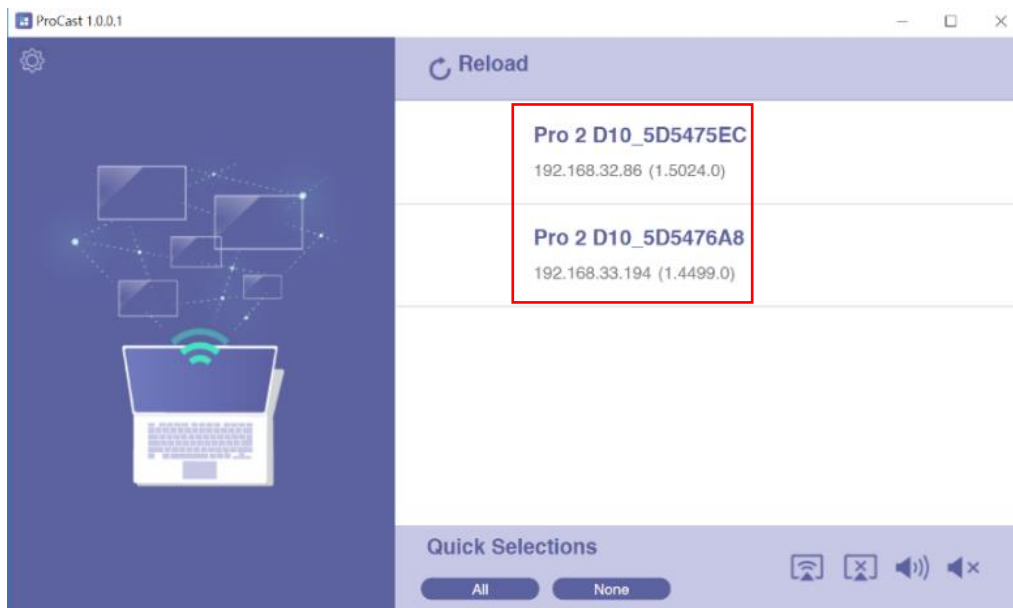 ProCast 1.0.0.1
Reload
Pro 2 D10_5D5475EC
192.168.32.86 (1.5024.0)
Pro 2 D10_5D5476A8
192.168.33.194 (1.4499.0)
Quick Selections
All None